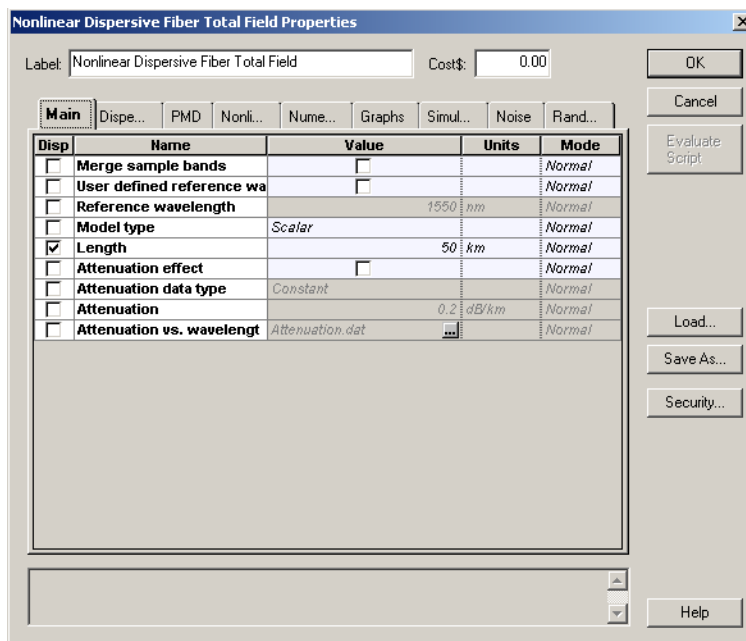 Nonlinear Dispersive Fiber Total Field Properties
Label: Nonlinear Dispersive Fiber Total Field Cost$: 0.00
OK
Cancel
Evaluate Script
Main Dispe... PMD Nonli... Nume... Graphs Simul... Noise Rand...
Disp Name Value Units Mode
Merge sample bands Normal
User defined reference wa Normal
Reference wavelength 1550 nm Normal
Model type Scalar Normal
Length 50 km Normal
Attenuation effect Normal
Attenuation data type Constant Normal
Attenuation 0.2 dB/km Normal
Attenuation vs. wavelengt Attenuation.dat ... Normal
Load...
Save As...
Security...
Help